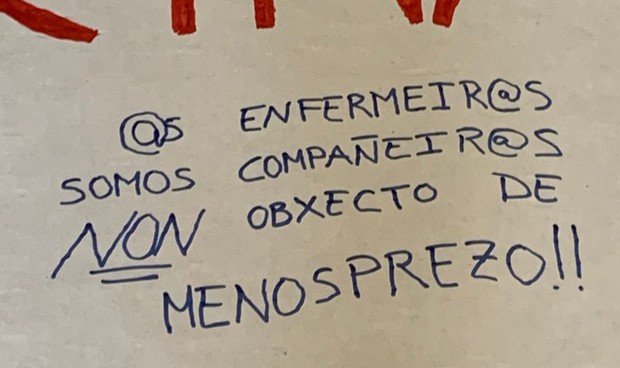 @S ENFERMEIR@S
SOMOS COMPAÑEIR@S
NON OBXECTO DE
MENOSPREZO!!